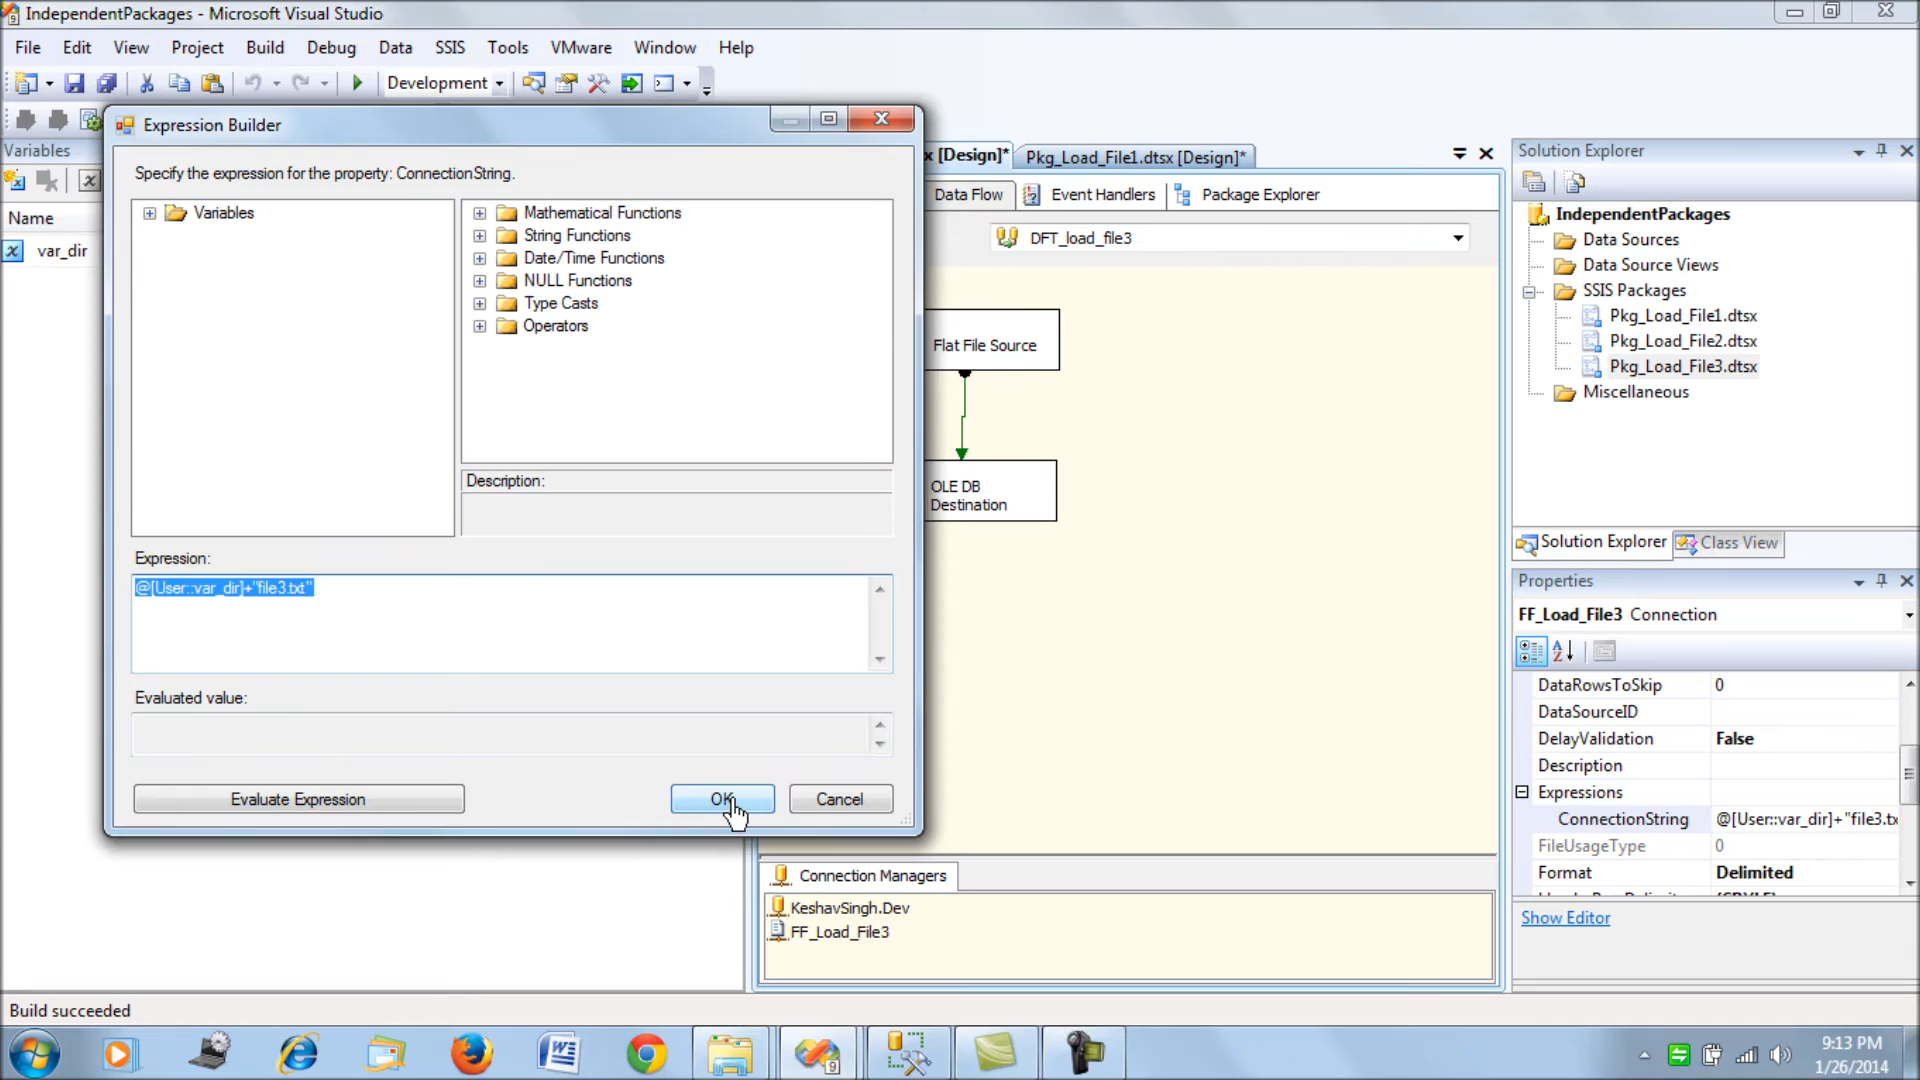 IndependentPackages - Microsoft Visual Studio
File Edit View Project Build Debug Data SSIS Tools VMware Window Help
Development
Expression Builder
Specify the expression for the property: ConnectionString.
Variables
Mathematical Functions
String Functions
Date/Time Functions
NULL Functions
Type Casts
Operators
Description:
Expression:
@[User::var_dir]+"file3.txt"
Evaluated value:
Evaluate Expression OK Cancel
Variables
Name
var_dir
x [Design]* Pkg_Load_File1.dtsx [Design]*
Data Flow Event Handlers Package Explorer
DFT_load_file3
Flat File Source
OLE DB
Destination
Connection Managers
KeshavSingh.Dev
FF_Load_File3
Solution Explorer
IndependentPackages
Data Sources
Data Source Views
SSIS Packages
Pkg_Load_File1.dtsx
Pkg_Load_File2.dtsx
Pkg_Load_File3.dtsx
Miscellaneous
Solution Explorer Class View
Properties
FF_Load_File3 Connection
DataRowsToSkip 0
DataSourceID
DelayValidation False
Description
Expressions
ConnectionString @[User::var_dir]+"file3.tx
FileUsageType 0
Format Delimited
Show Editor
Build succeeded
9:13 PM
1/26/2014